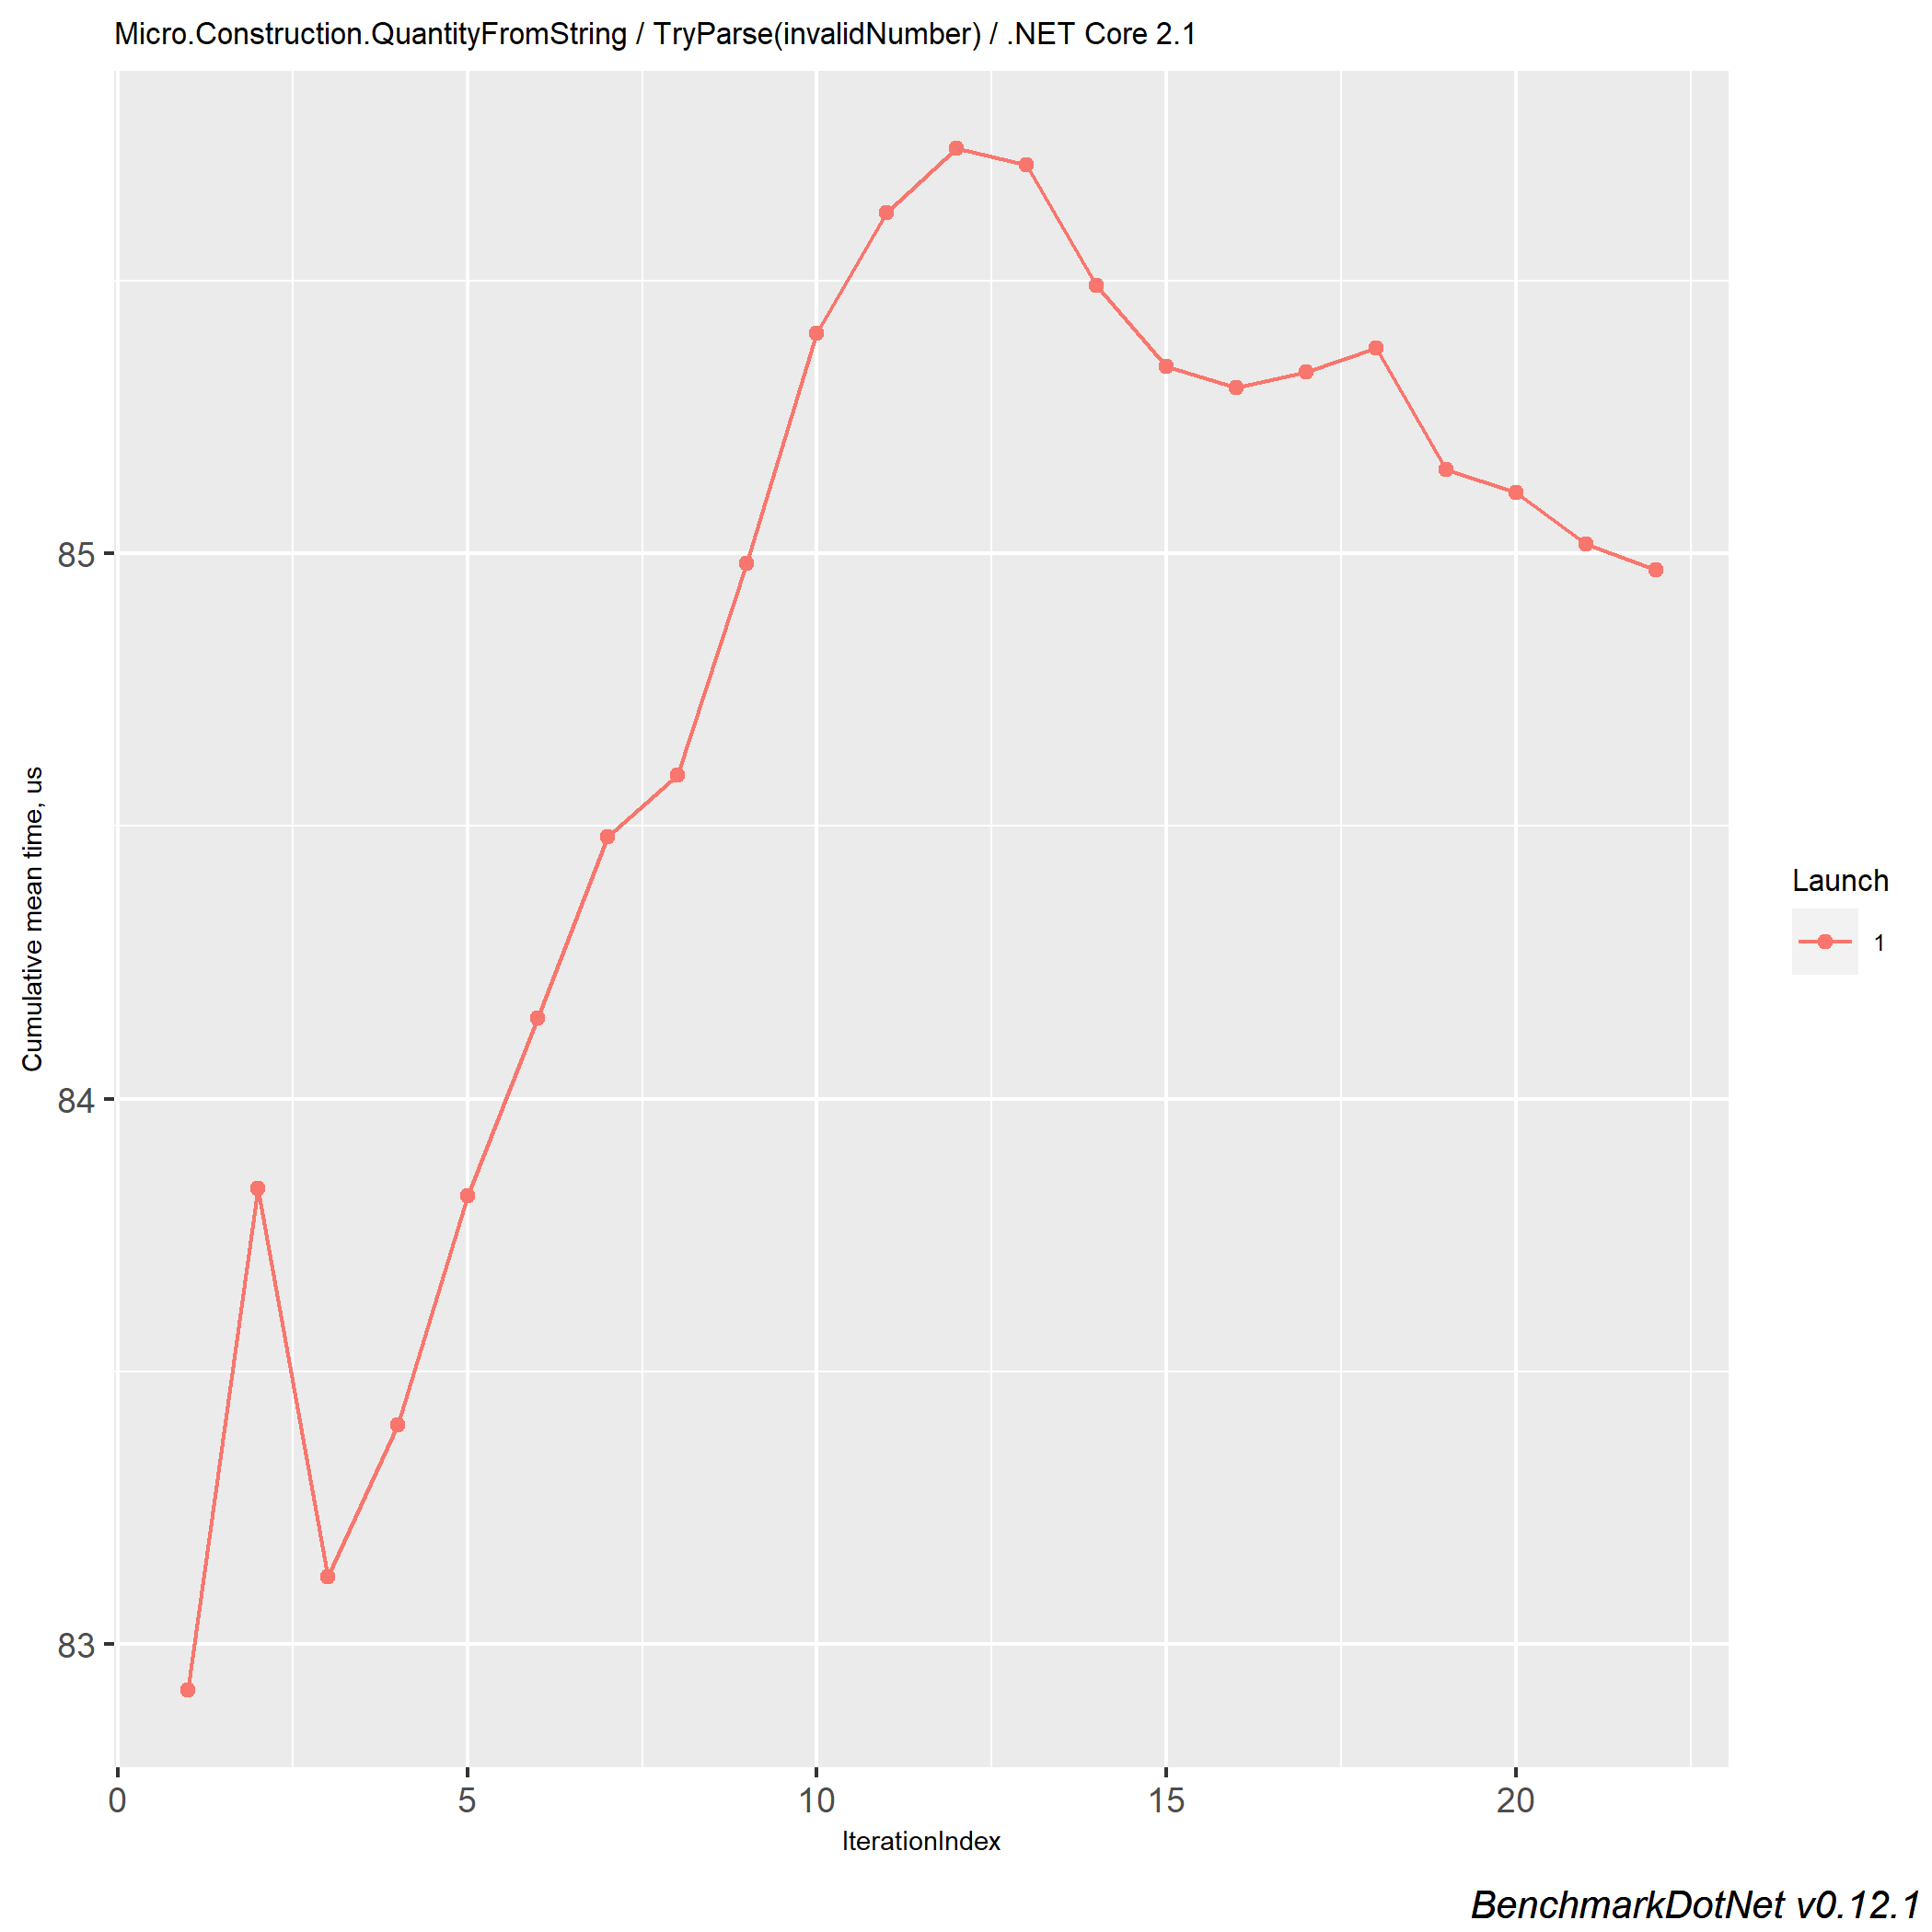 Micro.Construction.QuantityFromString / TryParse(invalidNumber) / .NET Core 2.1
Cumulative mean time, us
85
84
83
0
5
10
15
20
IterationIndex
Launch
1
BenchmarkDotNet v0.12.1